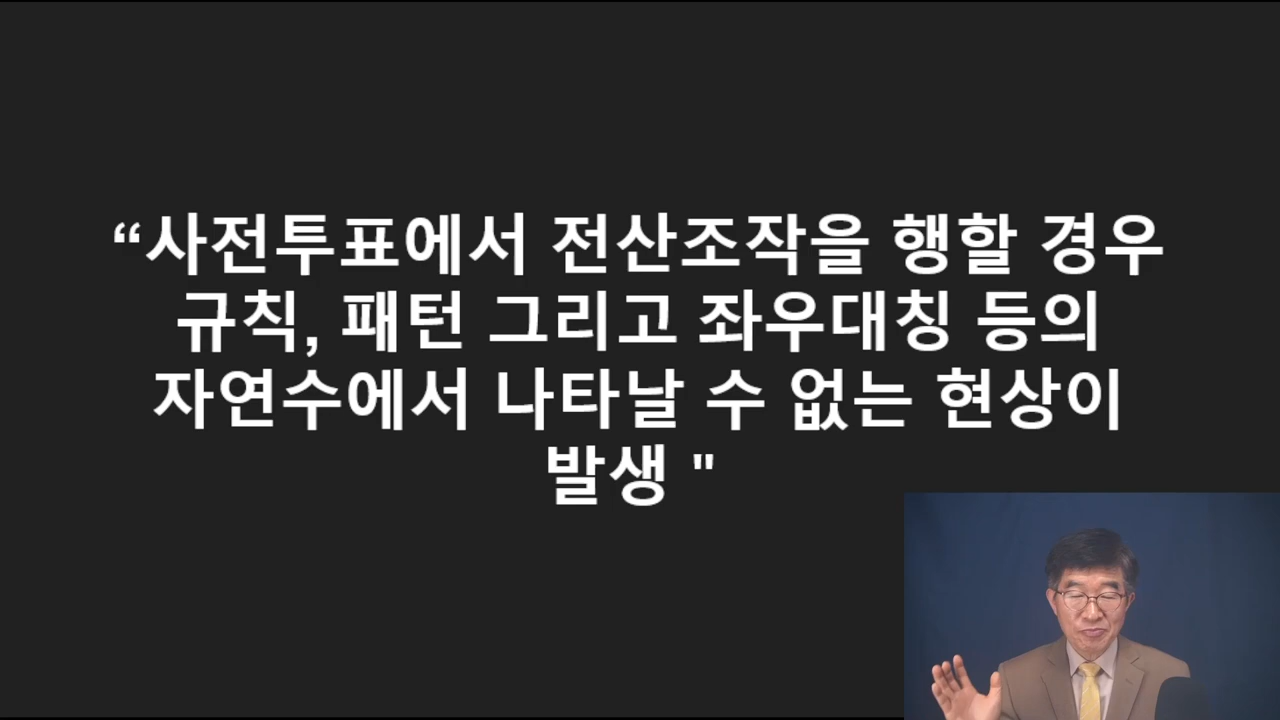 “사전투표에서 전산조작을 행할 경우
규칙, 패턴 그리고 좌우대칭 등의
자연수에서 나타날 수 없는 현상이
발생 "